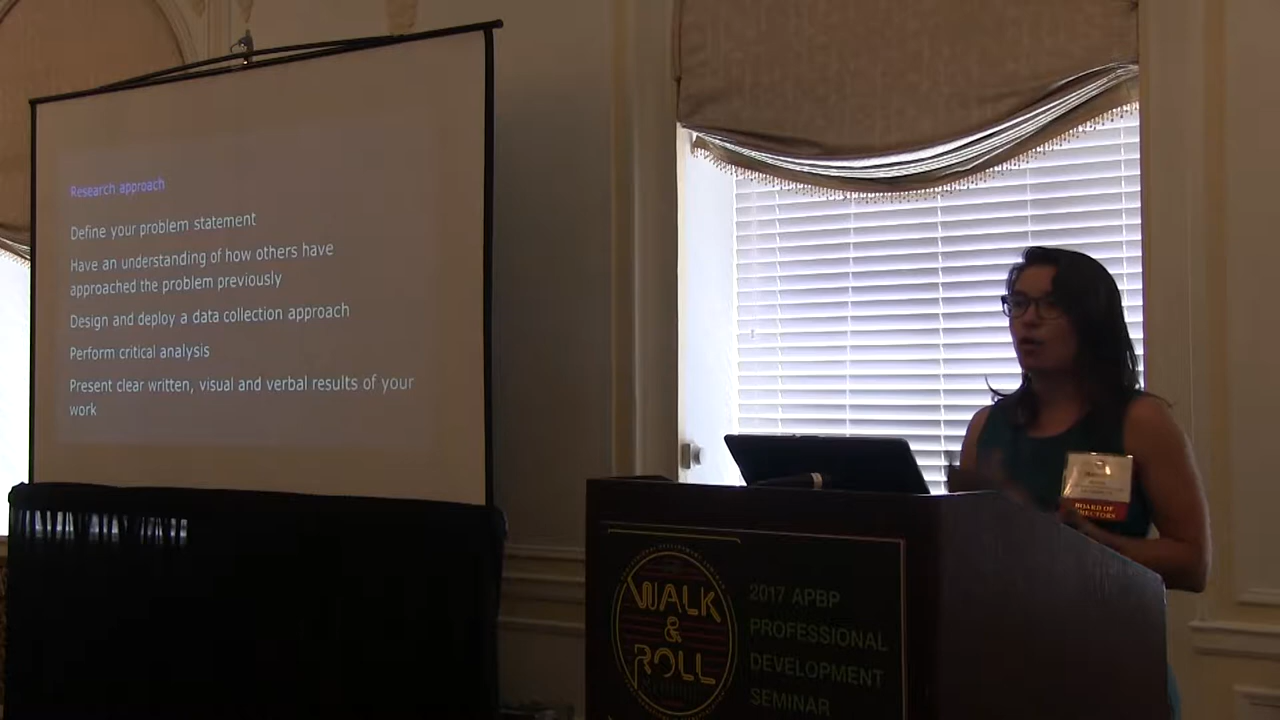 Research approach
Define your problem statement
Have an understanding of how others have
approached the problem previously
Design and deploy a data collection approach
Perform critical analysis
Present clear written, visual and verbal results of your
work
BOARD OF
DIRECTORS
WALK
&
ROLL
2017 APBP
PROFESSIONAL
DEVELOPMENT
SEMINAR